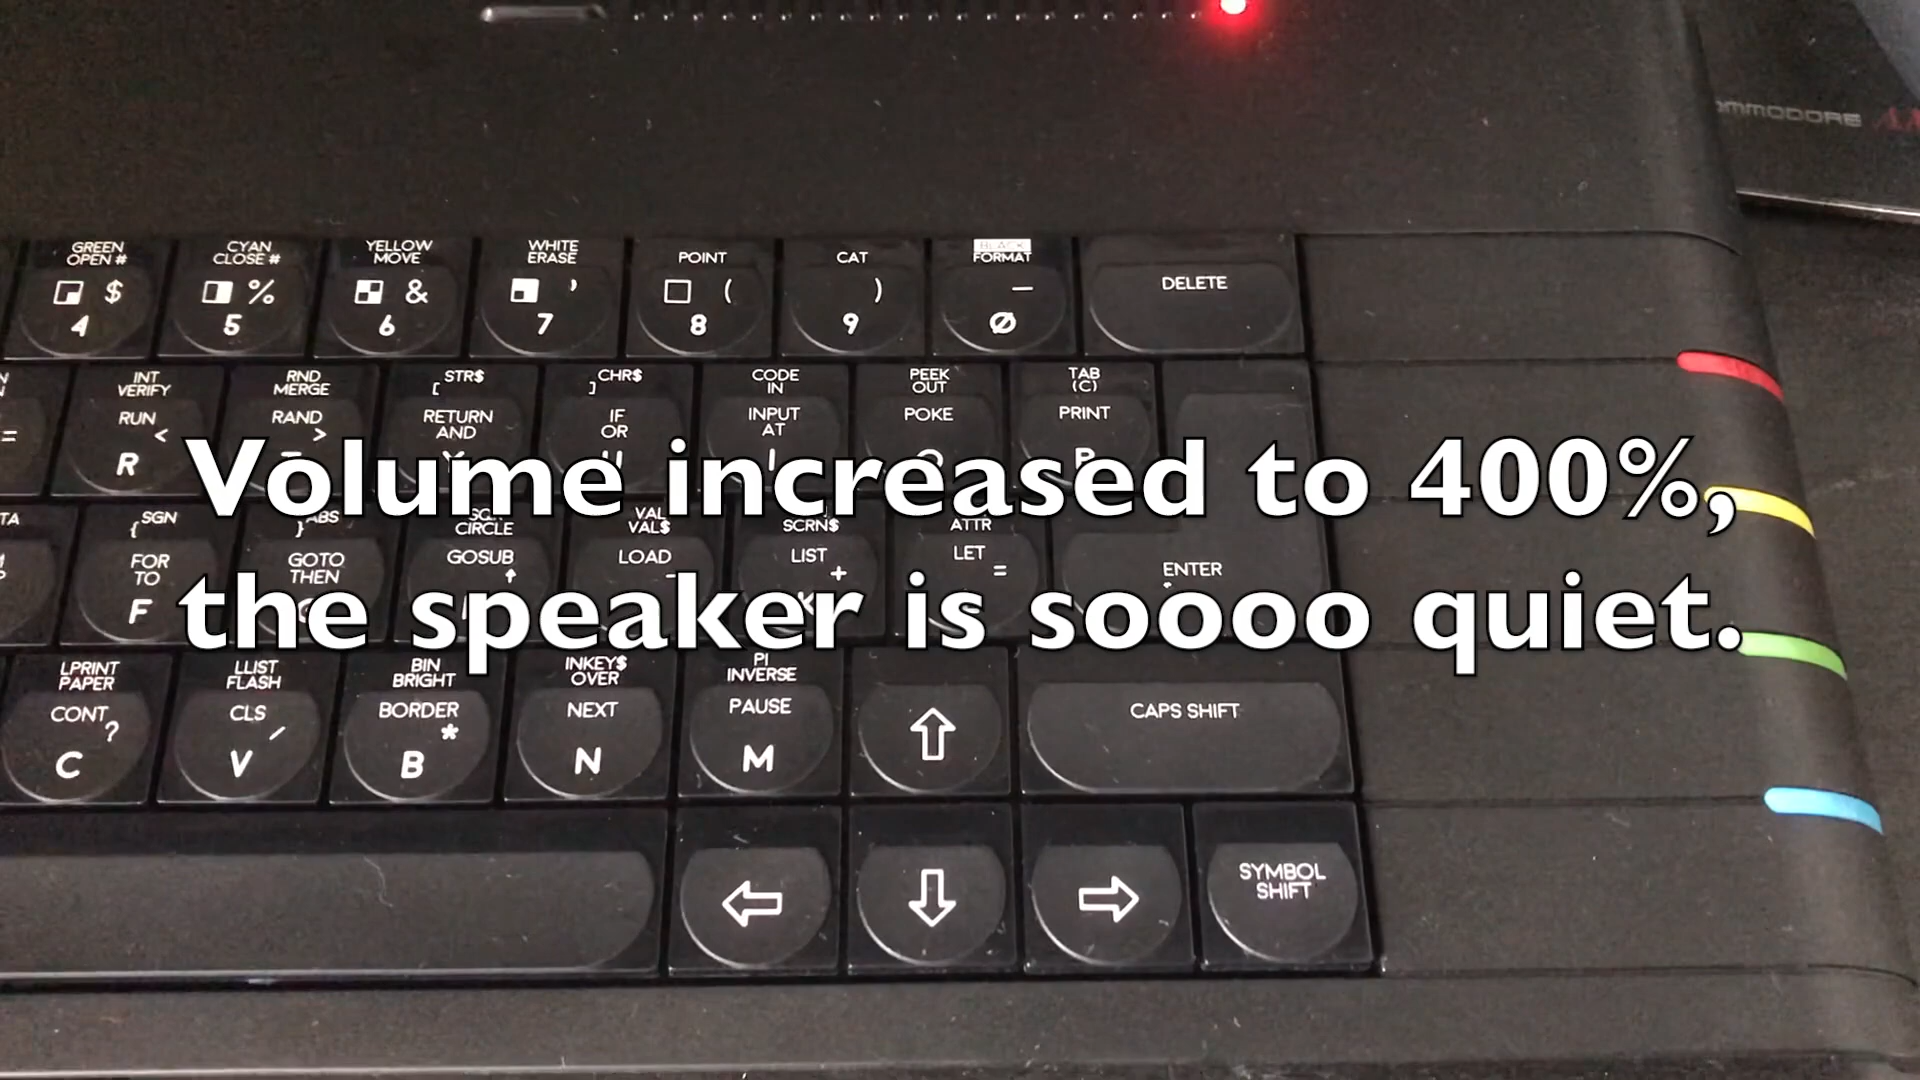 OMMODORE
GREEN CYAN YELLOW WHITE BLACK
OPEN # CLOSE # MOVE ERASE POINT CAT FORMAT DELETE
$ % & ' ( ) _
4 5 6 7 8 9 0
INT RND [ STR$ ] CHR$ CODE PEEK TAB
VERIFY MERGE IN OUT (C)
RUN RAND RETURN IF INPUT POKE PRINT
= < > AND OR AT
R
Volume increased to 400%,
TA { SGN } ABS CIRCLE VAL VAL$ SCRN$ ATTR
FOR GOTO GOSUB LOAD LIST LET ENTER
TO THEN - + =
F
the speaker is soooo quiet.
LPRINT LLIST BIN INKEY$ PI
PAPER FLASH BRIGHT OVER INVERSE
CONT CLS BORDER NEXT PAUSE CAPS SHIFT
? / *
C V B N M
SYMBOL
SHIFT